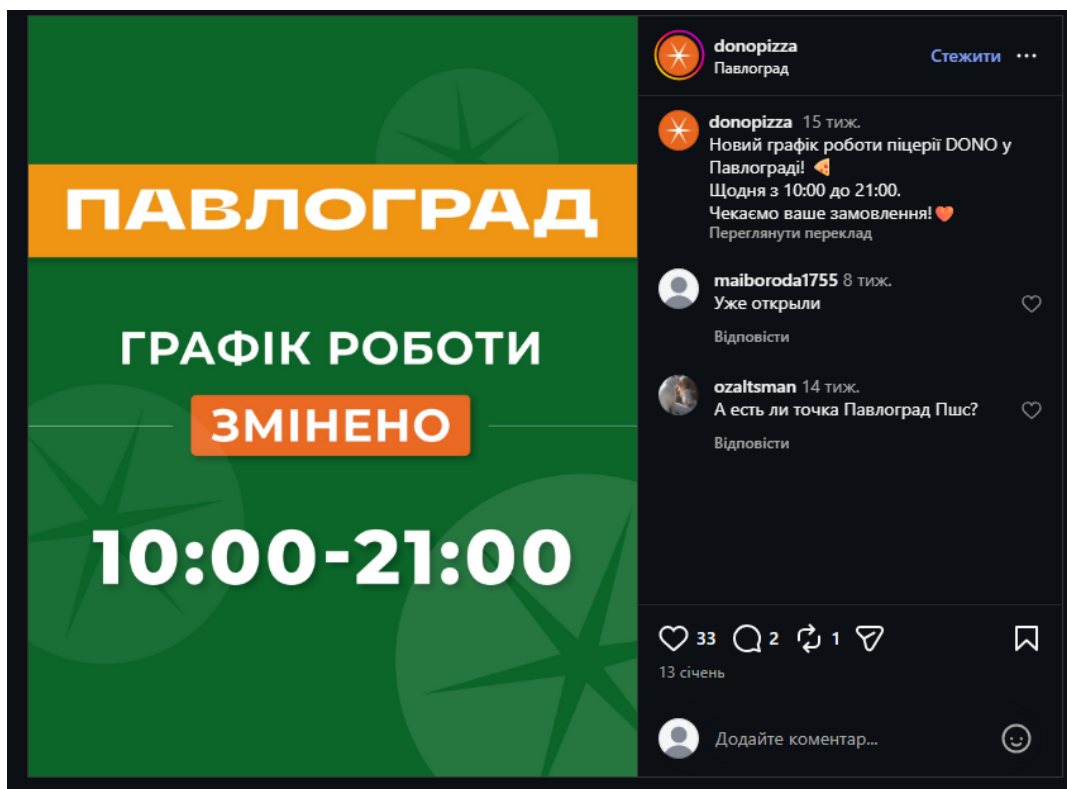 ПАВЛОГРАД
ГРАФІК РОБОТИ
ЗМІНЕНО
10:00-21:00
donopizza
Павлоград
Стежити
donopizza 15 тиж.
Новий графік роботи піцерії DONO у
Павлограді! 🍕
Щодня з 10:00 до 21:00.
Чекаємо ваше замовлення!❤️
Переглянути переклад
maiboroda1755 8 тиж.
Уже открыли
Відповісти
ozaltsman 14 тиж.
А есть ли точка Павлоград Пшс?
Відповісти
33 2 1
13 січень
Додайте коментар...